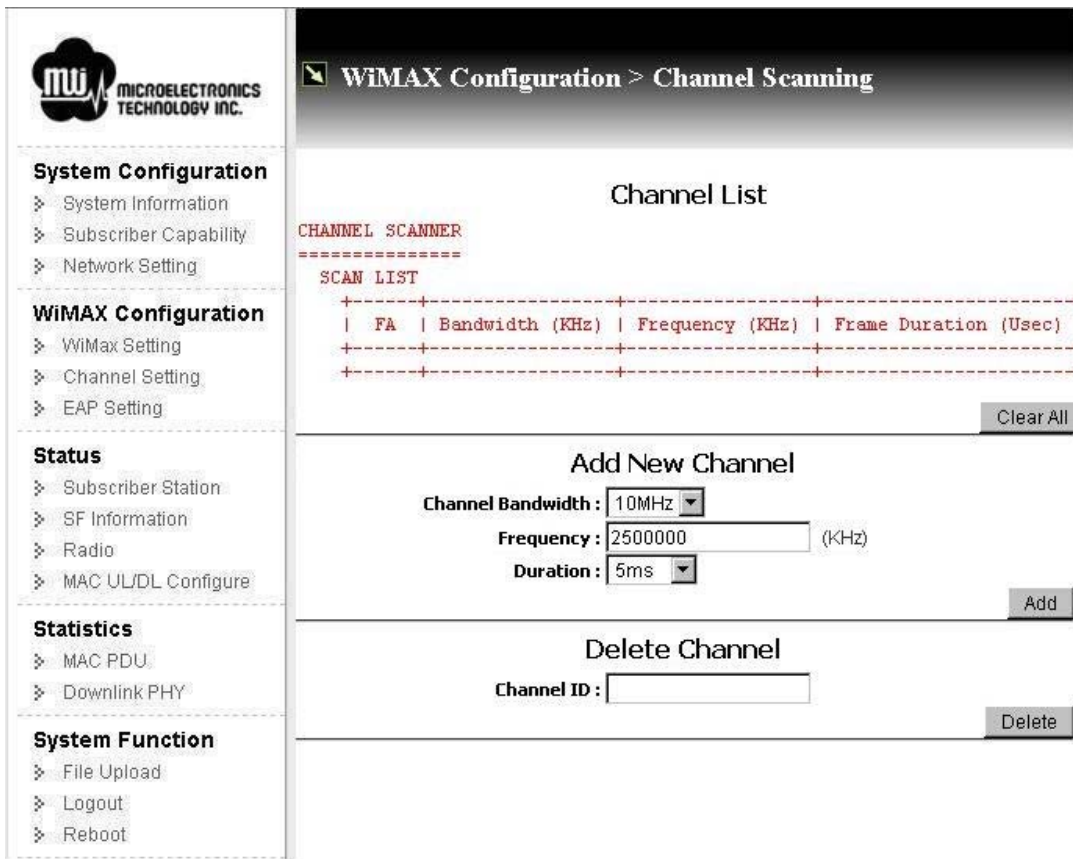 mti MICROELECTRONICS
TECHNOLOGY INC.
WiMAX Configuration > Channel Scanning
System Configuration
System Information
Subscriber Capability
Network Setting
WiMAX Configuration
WiMax Setting
Channel Setting
EAP Setting
Status
Subscriber Station
SF Information
Radio
MAC UL/DL Configure
Statistics
MAC PDU
Downlink PHY
System Function
File Upload
Logout
Reboot
Channel List
CHANNEL SCANNER
===============
SCAN LIST
+------+-----------------+-----------------+----------------------
| FA | Bandwidth (KHz) | Frequency (KHz) | Frame Duration (Usec)
+------+-----------------+-----------------+----------------------
+------+-----------------+-----------------+----------------------
Clear All
Add New Channel
Channel Bandwidth : 10MHz
Frequency : 2500000 (KHz)
Duration : 5ms
Add
Delete Channel
Channel ID :
Delete